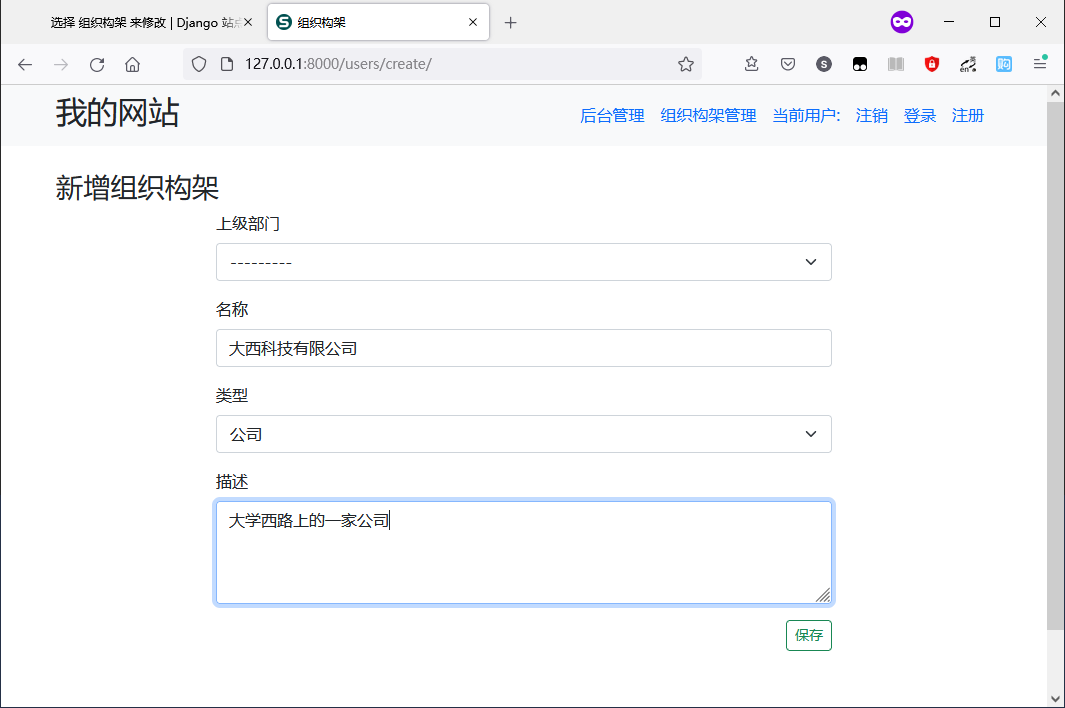 选择 组织构架 来修改 | Django 站点
组织构架
127.0.0.1:8000/users/create/
S
en
我的网站
后台管理 组织构架管理 当前用户: 注销 登录 注册
新增组织构架
上级部门
---------
名称
大西科技有限公司
类型
公司
描述
大学西路上的一家公司
保存